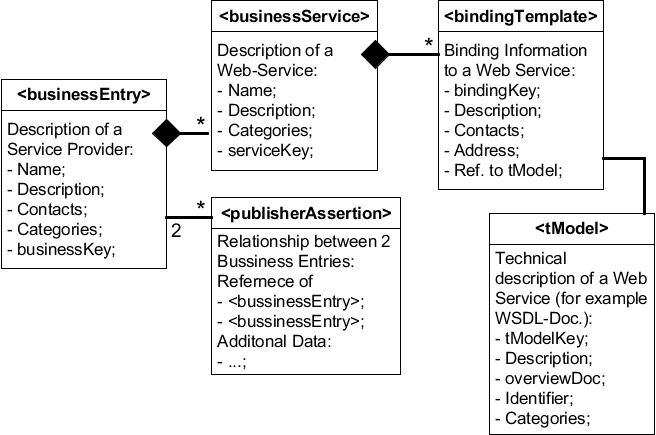 <businessEntry>
Description of a
Service Provider:
- Name;
- Description;
- Contacts;
- Categories;
- businessKey;
*
*
2
<businessService>
Description of a
Web-Service:
- Name;
- Description;
- Categories;
- serviceKey;
*
<publisherAssertion>
Relationship between 2
Bussiness Entries:
Refernece of
- <bussinessEntry>;
- <bussinessEntry>;
Additonal Data:
- ...;
<bindingTemplate>
Binding Information
to a Web Service:
- bindingKey;
- Description;
- Contacts;
- Address;
- Ref. to tModel;
<tModel>
Technical
description of a Web
Service (for example
WSDL-Doc.):
- tModelKey;
- Description;
- overviewDoc;
- Identifier;
- Categories;